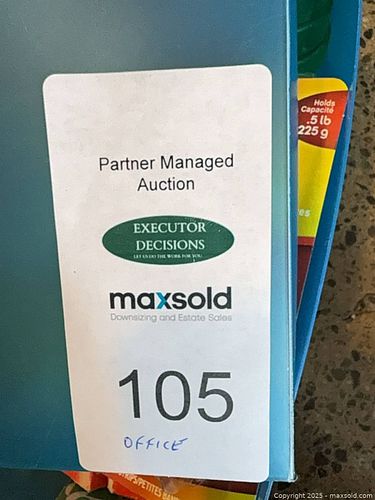 Holds
Capacité
.5 lb
225 g
Partner Managed
Auction
EXECUTOR
DECISIONS
LET US DO THE WORK FOR YOU
maxsold
Downsizing and Estate Sales
105
OFFICE
Copyright © 2025 - maxsold.com